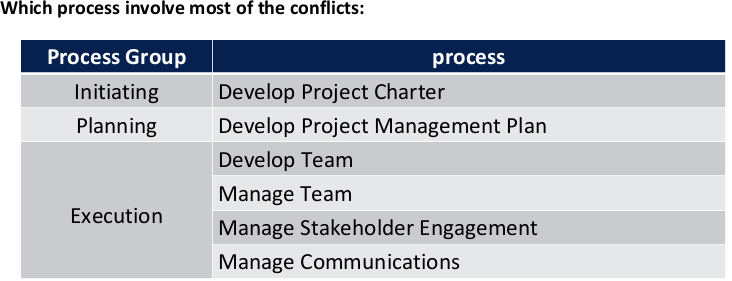 Which process involve most of the conflicts:
Process Group process
Initiating Develop Project Charter
Planning Develop Project Management Plan
Execution Develop Team
Manage Team
Manage Stakeholder Engagement
Manage Communications